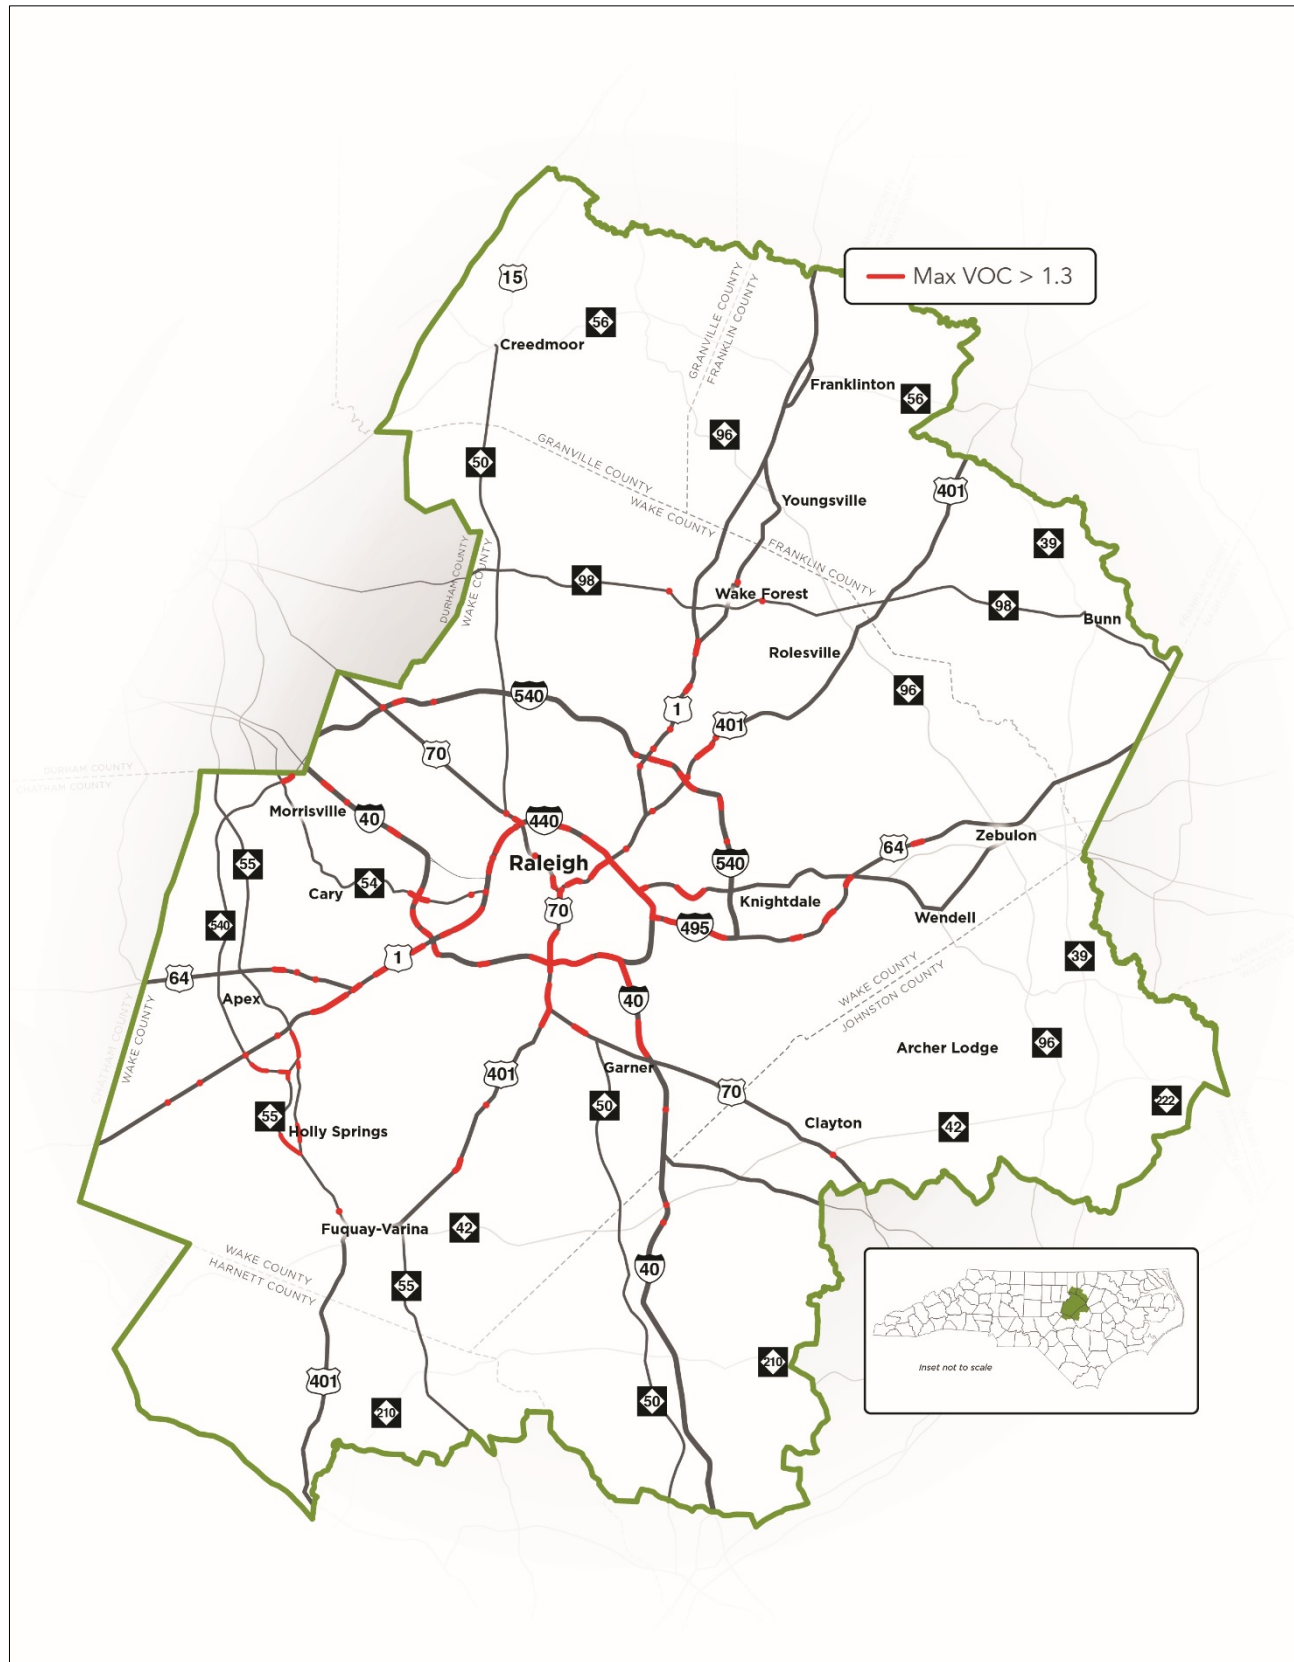 Max VOC > 1.3
15
56
Creedmoor
GRANVILLE COUNTY
FRANKLIN COUNTY
Franklinton
56
96
50
GRANVILLE COUNTY
WAKE COUNTY
401
Youngsville
39
FRANKLIN COUNTY
DURHAM COUNTY
WAKE COUNTY
98
Wake Forest
98
Bunn
Rolesville
96
540
1
401
70
DURHAM COUNTY
CHATHAM COUNTY
Morrisville
40
440
Zebulon
64
55
Raleigh
540
Cary
54
Knightdale
70
Wendell
540
495
1
64
WAKE COUNTY
JOHNSTON COUNTY
39
Apex
40
CHATHAM COUNTY
WAKE COUNTY
96
Archer Lodge
401
Garner
70
222
50
55
Holly Springs
Clayton
42
Fuquay-Varina
42
WAKE COUNTY
HARNETT COUNTY
55
40
Inset not to scale
210
401
50
210